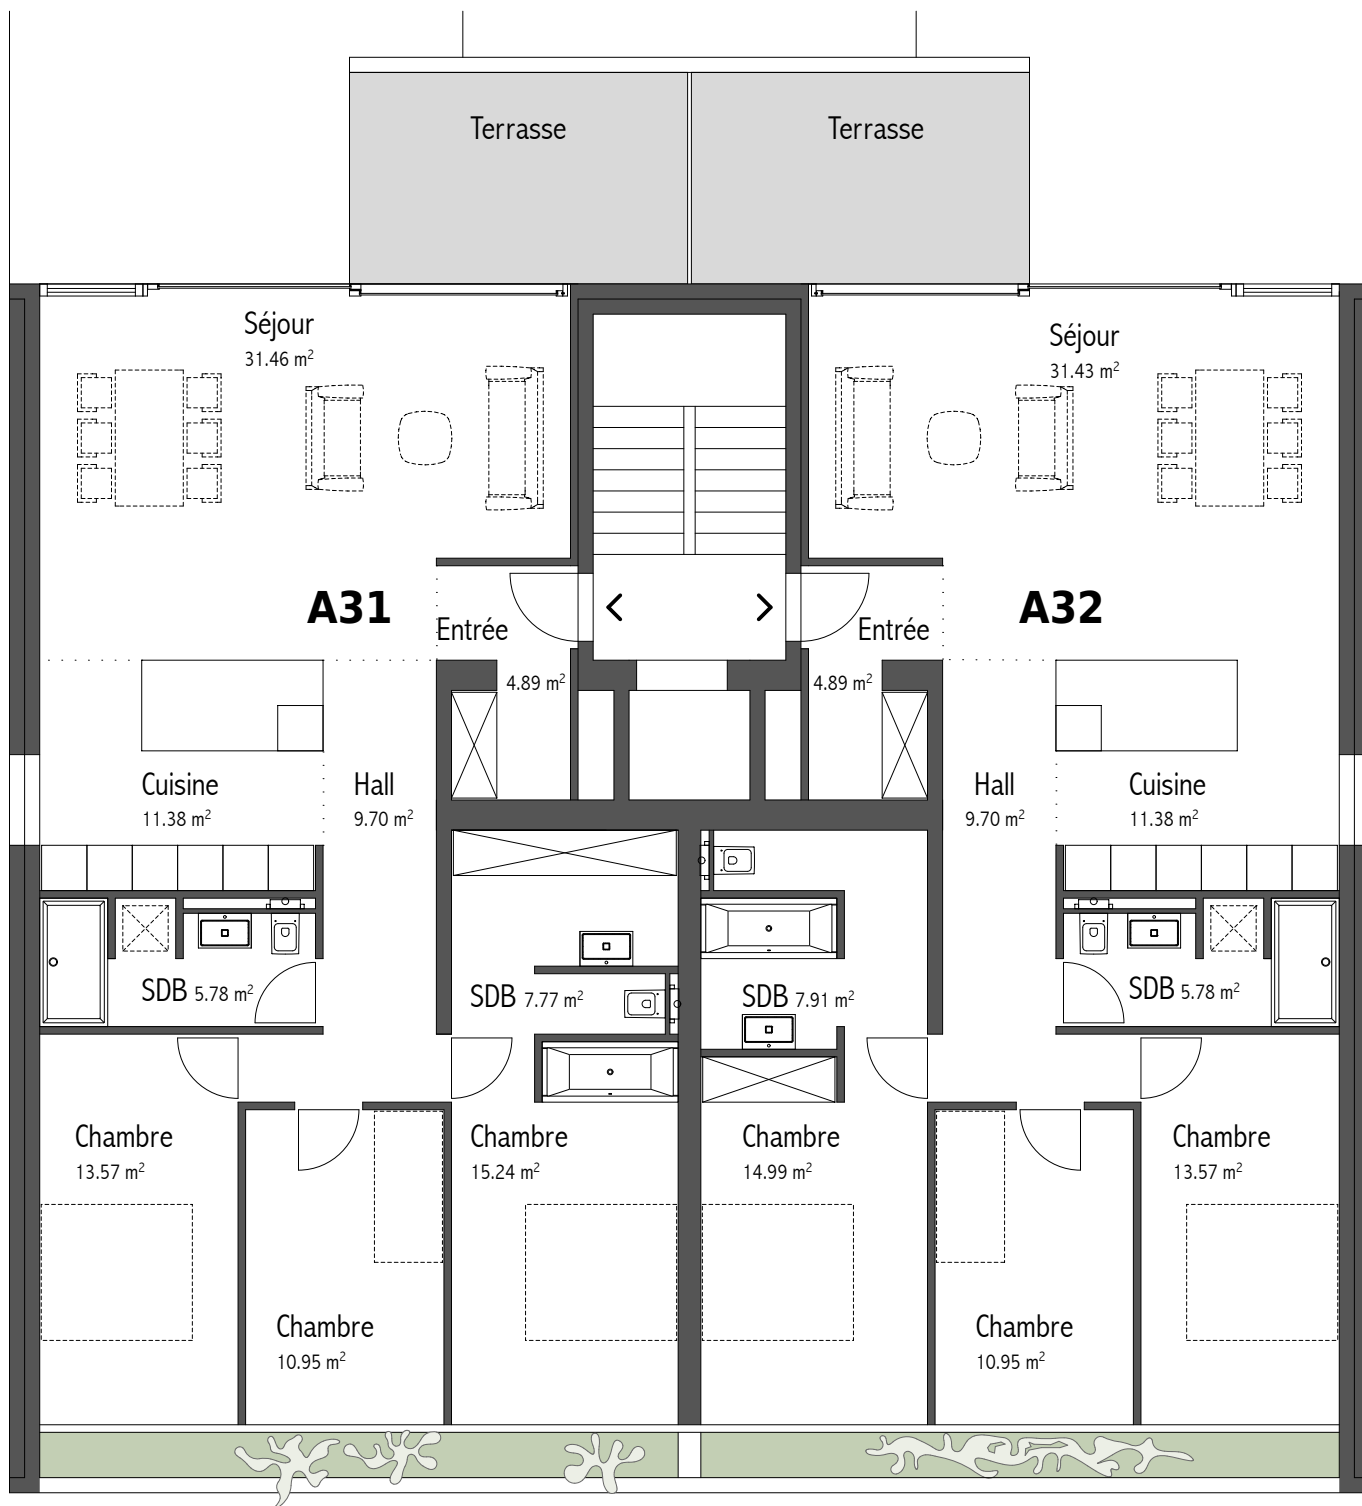 Terrasse
Terrasse
Séjour
31.46 m²
Séjour
31.43 m²
A31
A32
Entrée
4.89 m²
Entrée
4.89 m²
Cuisine
11.38 m²
Hall
9.70 m²
Hall
9.70 m²
Cuisine
11.38 m²
SDB 5.78 m²
SDB 7.77 m²
SDB 7.91 m²
SDB 5.78 m²
Chambre
13.57 m²
Chambre
15.24 m²
Chambre
14.99 m²
Chambre
13.57 m²
Chambre
10.95 m²
Chambre
10.95 m²